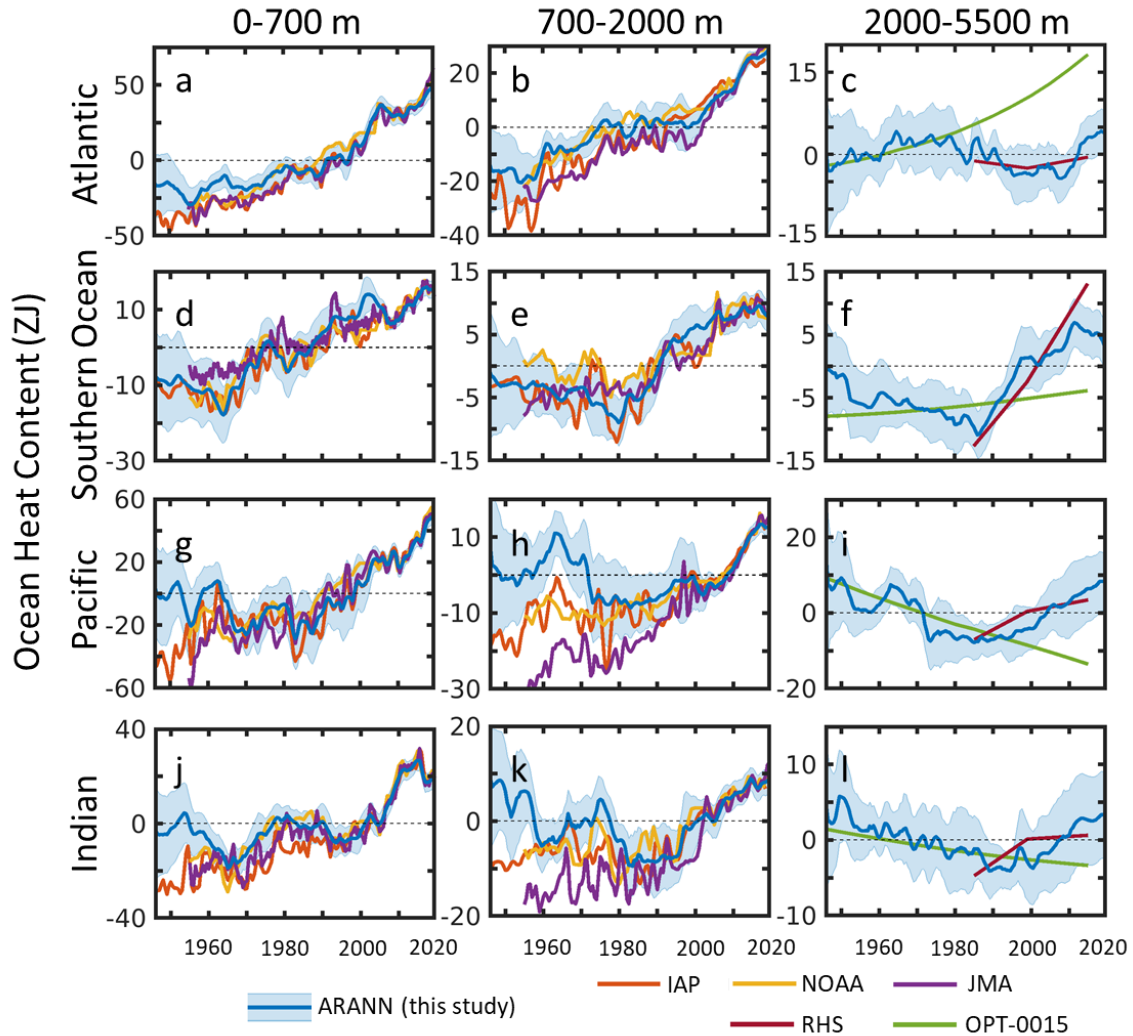 0-700 m 700-2000 m 2000-5500 m
Ocean Heat Content (ZJ)
Atlantic
50
0
-50
a
20
0
-20
-40
b
15
0
-15
c
Southern Ocean
10
-10
-30
d
15
5
-5
-15
e
15
5
-5
-15
f
Pacific
60
20
-20
-60
g
10
-10
-30
h
20
0
-20
i
Indian
40
0
-40
j
20
0
-20
k
10
0
-10
l
1960 1980 2000 1960 1980 2000 2020 1960 1980 2000 2020
ARANN (this study)
IAP NOAA JMA
RHS OPT-0015